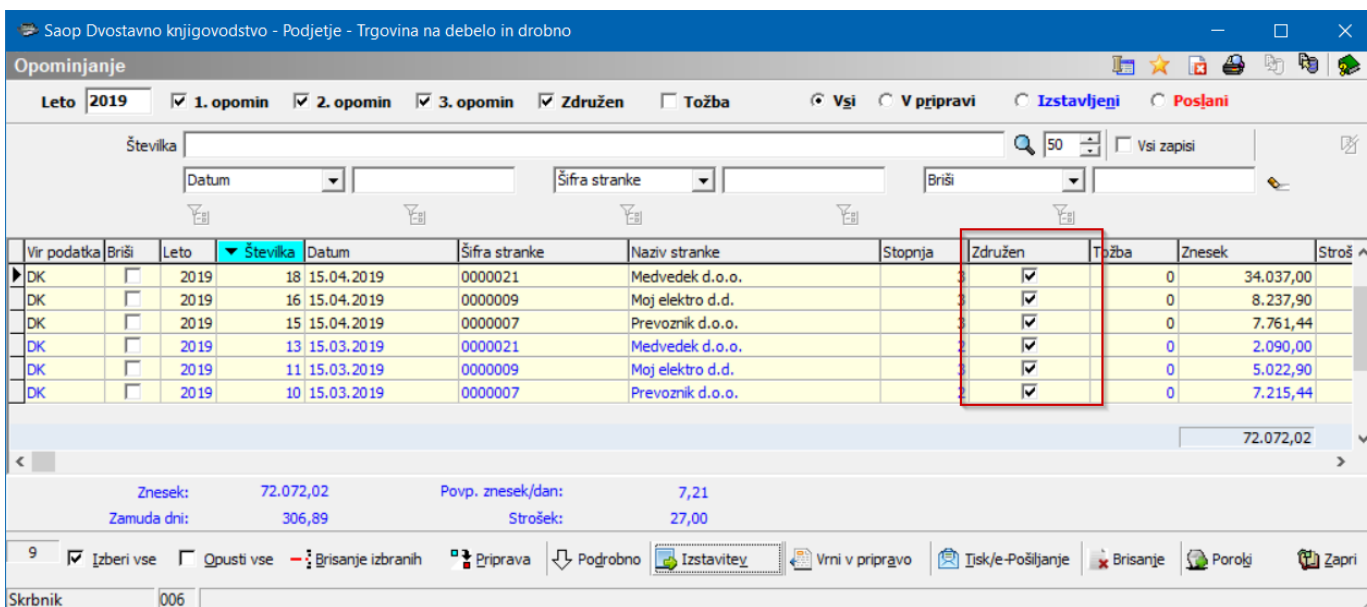 Saop Dvostavno knjigovodstvo - Podjetje - Trgovina na debelo in drobno
Opominjanje
Leto 2019 1. opomin 2. opomin 3. opomin Združen Tožba Vsi V pripravi Izstavljeni Poslani
Številka 50 Vsi zapisi
Datum Šifra stranke Briši
Vir podatka Briši Leto Številka Datum Šifra stranke Naziv stranke Stopnja Združen Tožba Znesek Stroš
DK 2019 18 15.04.2019 0000021 Medvedek d.o.o. 3 0 34.037,00
DK 2019 16 15.04.2019 0000009 Moj elektro d.d. 3 0 8.237,90
DK 2019 15 15.04.2019 0000007 Prevoznik d.o.o. 3 0 7.761,44
DK 2019 13 15.03.2019 0000021 Medvedek d.o.o. 2 0 2.090,00
DK 2019 11 15.03.2019 0000009 Moj elektro d.d. 3 0 5.022,90
DK 2019 10 15.03.2019 0000007 Prevoznik d.o.o. 2 0 7.215,44
72.072,02
Znesek: 72.072,02 Povp. znesek/dan: 7,21
Zamuda dni: 306,89 Strošek: 27,00
9 Izberi vse Opusti vse Brisanje izbranih Priprava Podrobno Izstavitev Vrni v pripravo Tisk/e-Pošiljanje Brisanje Poroki Zapri
Skrbnik 006